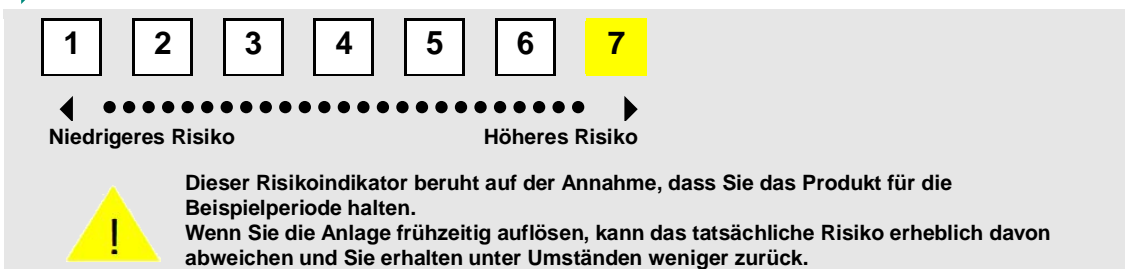 1 2 3 4 5 6 7
Niedrigeres Risiko Höheres Risiko
Dieser Risikoindikator beruht auf der Annahme, dass Sie das Produkt für die
Beispielperiode halten.
! Wenn Sie die Anlage frühzeitig auflösen, kann das tatsächliche Risiko erheblich davon
abweichen und Sie erhalten unter Umständen weniger zurück.